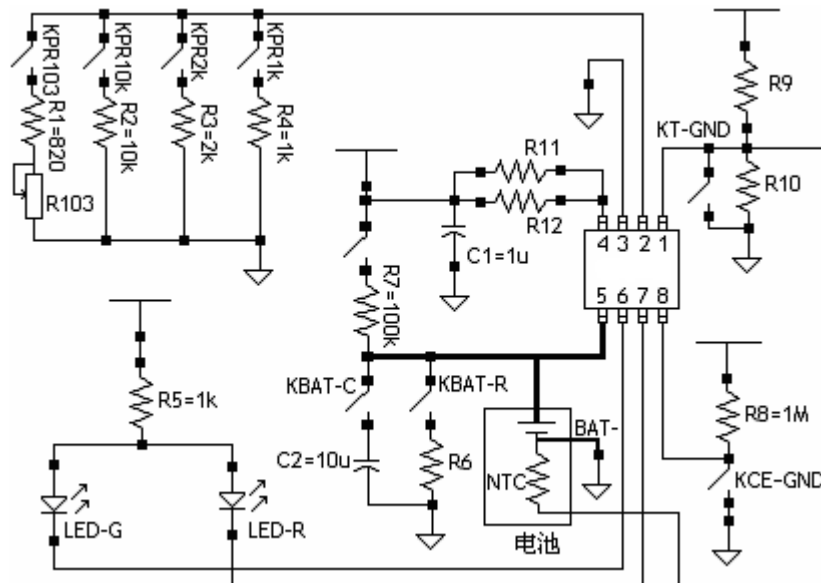 KPR103
KPR10k
KPR2k
KPR1k
R1=820
R2=10k
R3=2k
R4=1k
R103
R9
KT-GND
R10
R11
R12
C1=1u
4 3 2 1
5 6 7 8
R7=100k
KBAT-C
KBAT-R
BAT-
R5=1k
C2=10u
R6
NTC
R8=1M
KCE-GND
LED-G
LED-R
电池